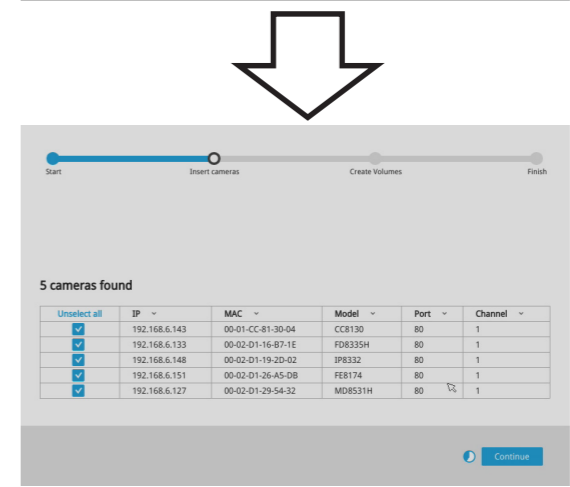 Start Insert cameras Create Volumes Finish
5 cameras found
Unselect all IP MAC Model Port Channel
192.168.6.143 00-01-CC-81-30-04 CC8130 80 1
192.168.6.133 00-02-D1-16-B7-1E FD8335H 80 1
192.168.6.148 00-02-D1-19-2D-02 IP8332 80 1
192.168.6.151 00-02-D1-26-A5-DB FE8174 80 1
192.168.6.127 00-02-D1-29-54-32 MD8531H 80 1
Continue